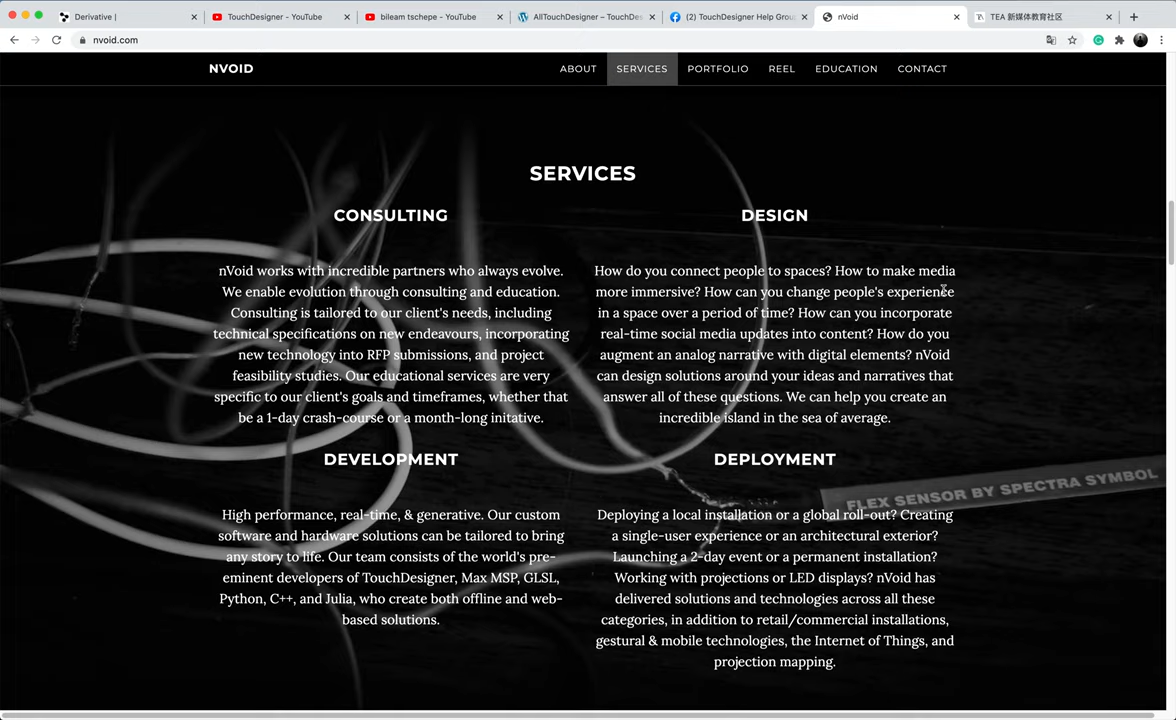 Derivative |
TouchDesigner - YouTube
bileam tschepe - YouTube
AllTouchDesigner – TouchDes
(2) TouchDesigner Help Grou
nVoid
TEA 新媒体教育社区
nvoid.com
NVOID
ABOUT
SERVICES
PORTFOLIO
REEL
EDUCATION
CONTACT
SERVICES
CONSULTING
nVoid works with incredible partners who always evolve.
We enable evolution through consulting and education.
Consulting is tailored to our client's needs, including
technical specifications on new endeavours, incorporating
new technology into RFP submissions, and project
feasibility studies. Our educational services are very
specific to our client's goals and timeframes, whether that
be a 1-day crash-course or a month-long initative.
DESIGN
How do you connect people to spaces? How to make media
more immersive? How can you change people's experience
in a space over a period of time? How can you incorporate
real-time social media updates into content? How do you
augment an analog narrative with digital elements? nVoid
can design solutions around your ideas and narratives that
answer all of these questions. We can help you create an
incredible island in the sea of average.
DEVELOPMENT
High performance, real-time, & generative. Our custom
software and hardware solutions can be tailored to bring
any story to life. Our team consists of the world's pre-
eminent developers of TouchDesigner, Max MSP, GLSL,
Python, C++, and Julia, who create both offline and web-
based solutions.
DEPLOYMENT
Deploying a local installation or a global roll-out? Creating
a single-user experience or an architectural exterior?
Launching a 2-day event or a permanent installation?
Working with projections or LED displays? nVoid has
delivered solutions and technologies across all these
categories, in addition to retail/commercial installations,
gestural & mobile technologies, the Internet of Things, and
projection mapping.
FLEX SENSOR BY SPECTRA SYMBOL